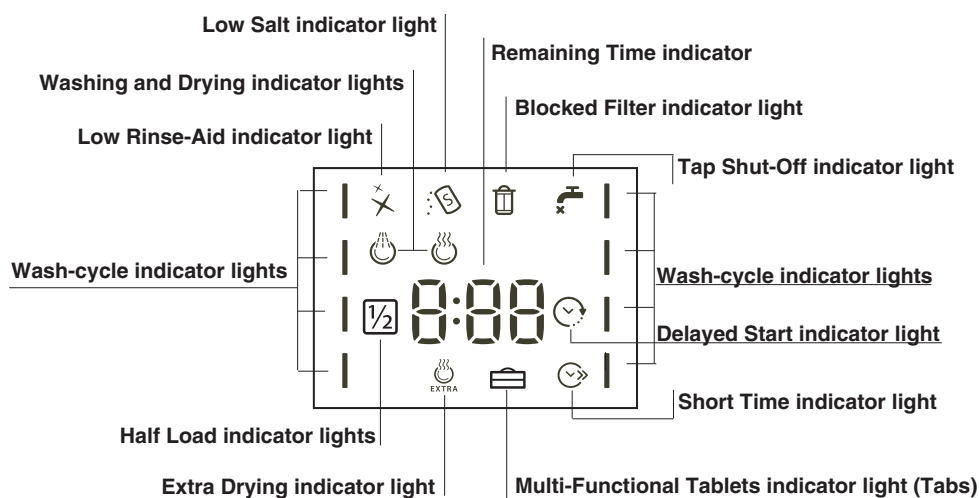 Low Salt indicator light
Remaining Time indicator
Washing and Drying indicator lights
Blocked Filter indicator light
Low Rinse-Aid indicator light
Tap Shut-Off indicator light
S
Wash-cycle indicator lights
Wash-cycle indicator lights
1/2
8:88
Delayed Start indicator light
EXTRA
Short Time indicator light
Half Load indicator lights
Extra Drying indicator light
Multi-Functional Tablets indicator light (Tabs)